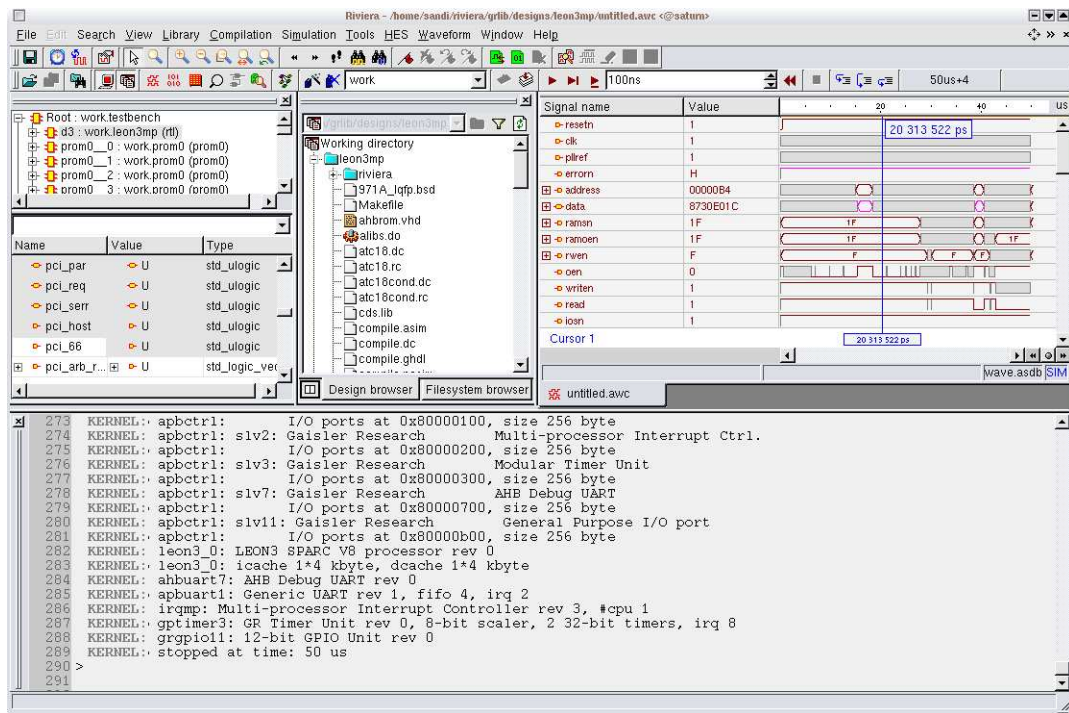 Riviera - /home/sandi/riviera/grlib/designs/leon3mp/untitled.awc <@saturn>
File Edit Search View Library Compilation Simulation Tools HES Waveform Window Help
work
100ns
50us+4
Root : work.testbench
d3 : work.leon3mp (rtl)
prom0__0 : work.prom0 (prom0)
prom0__1 : work.prom0 (prom0)
prom0__2 : work.prom0 (prom0)
prom0 3 : work.prom0 (prom0)
Name Value Type
pci_par U std_ulogic
pci_req U std_ulogic
pci_serr U std_ulogic
pci_host U std_ulogic
pci_66 U std_ulogic
pci_arb_r... U std_logic_vec
/grlib/designs/leon3mp
Working directory
leon3mp
riviera
971A_lqfp.bsd
Makefile
ahbrom.vhd
alibs.do
atc18.dc
atc18.rc
atc18cond.dc
atc18cond.rc
cds.lib
compile.asim
compile.dc
compile.ghdl
Design browser Filesystem browser
Signal name Value 20 40 us
20 313 522 ps
resetn 1
clk 1
pllref 1
errorn H
address 00000B4
data 8730E01C
ramsn 1F 1F
ramoen 1F 1F 1F
rwen F F F F
oen 0
writen 1
read 1
iosn 1
Cursor 1 20 313 522 ps
wave.asdb SIM
untitled.awc
273 KERNEL: apbctrl: I/O ports at 0x80000100, size 256 byte
274 KERNEL: apbctrl: slv2: Gaisler Research Multi-processor Interrupt Ctrl.
275 KERNEL: apbctrl: I/O ports at 0x80000200, size 256 byte
276 KERNEL: apbctrl: slv3: Gaisler Research Modular Timer Unit
277 KERNEL: apbctrl: I/O ports at 0x80000300, size 256 byte
278 KERNEL: apbctrl: slv7: Gaisler Research AHB Debug UART
279 KERNEL: apbctrl: I/O ports at 0x80000700, size 256 byte
280 KERNEL: apbctrl: slv11: Gaisler Research General Purpose I/O port
281 KERNEL: apbctrl: I/O ports at 0x80000b00, size 256 byte
282 KERNEL: leon3_0: LEON3 SPARC V8 processor rev 0
283 KERNEL: leon3_0: icache 1*4 kbyte, dcache 1*4 kbyte
284 KERNEL: ahbuart7: AHB Debug UART rev 0
285 KERNEL: apbuart1: Generic UART rev 1, fifo 4, irq 2
286 KERNEL: irqmp: Multi-processor Interrupt Controller rev 3, #cpu 1
287 KERNEL: gptimer3: GR Timer Unit rev 0, 8-bit scaler, 2 32-bit timers, irq 8
288 KERNEL: grgpio11: 12-bit GPIO Unit rev 0
289 KERNEL: stopped at time: 50 us
290 >
291